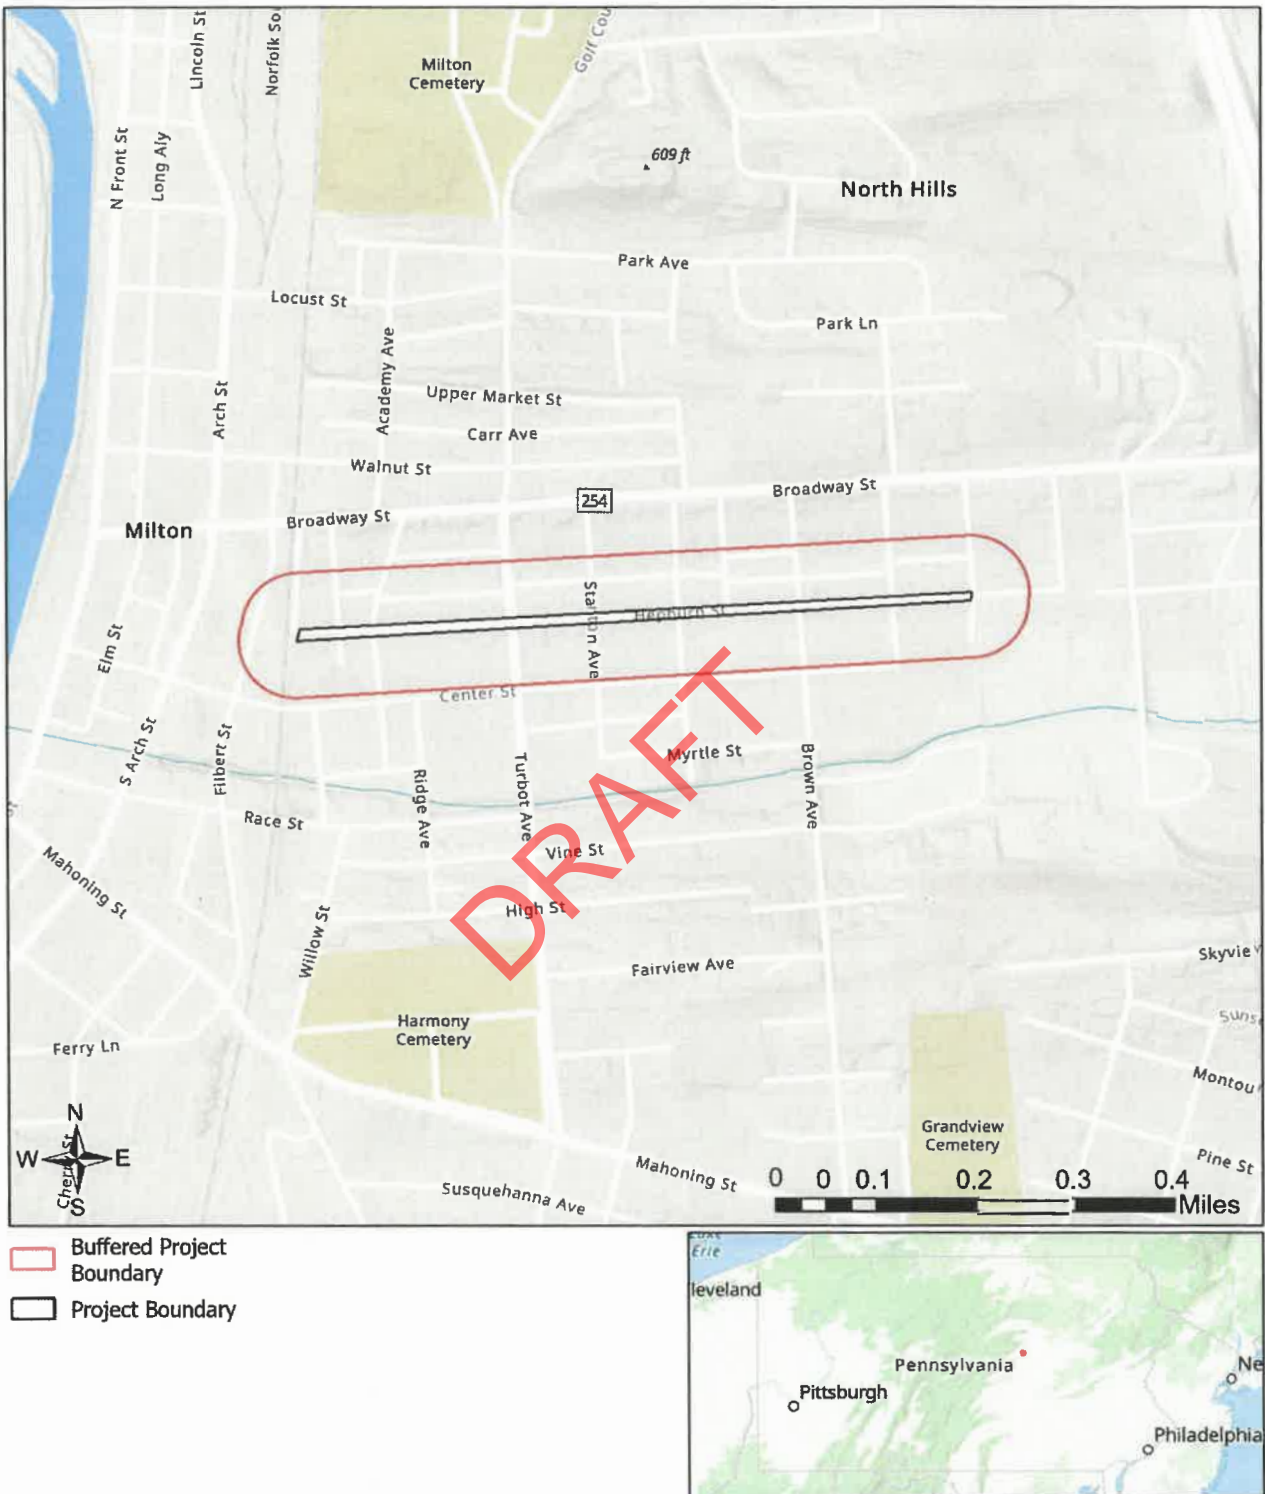 Lincoln St
Norfolk So
Golf Cou
Milton
Cemetery
N Front St
Long Aly
609 ft
North Hills
Park Ave
Locust St
Park Ln
Academy Ave
Arch St
Upper Market St
Carr Ave
Walnut St
Broadway St
254
Broadway St
Milton
Hepburn St
Elm St
Center St
S Arch St
Filbert St
Myrtle St
Ridge Ave
Turbot Ave
Brown Ave
Race St
Vine St
DRAFT
Mahoning St
High St
Willow St
Fairview Ave
Skyvie
Harmony
Cemetery
Suns
Ferry Ln
Montou
Grandview
Cemetery
N
W E
S
Mahoning St
Pine St
Susquehanna Ave
0 0 0.1 0.2 0.3 0.4
Miles
Buffered Project
Boundary
Project Boundary
Erie
leveland
Pennsylvania
Pittsburgh
Ne
Philadelphia